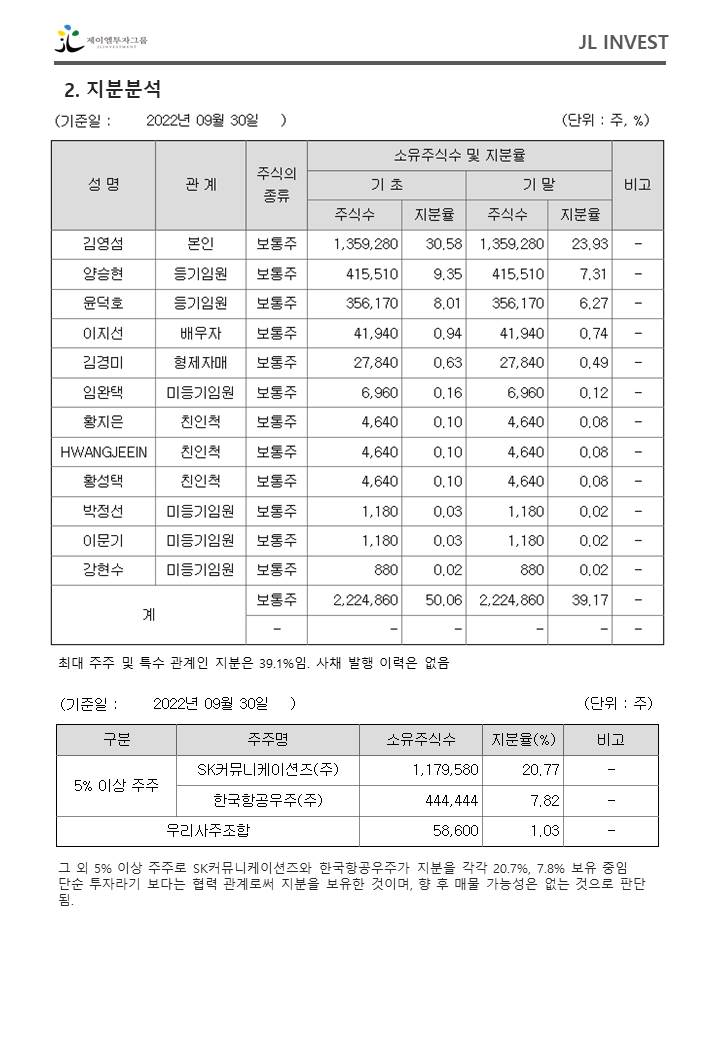 제이엘투자그룹
JLINVESTMENT
JL INVEST
2. 지분분석
(기준일 : 2022년 09월 30일 ) (단위 : 주, %)
성 명 관 계 주식의 종류 소유주식수 및 지분율 비고
기 초 기 말
주식수 지분율 주식수 지분율
김영섬 본인 보통주 1,359,280 30.58 1,359,280 23.93 -
양승현 등기임원 보통주 415,510 9.35 415,510 7.31 -
윤덕호 등기임원 보통주 356,170 8.01 356,170 6.27 -
이지선 배우자 보통주 41,940 0.94 41,940 0.74 -
김경미 형제자매 보통주 27,840 0.63 27,840 0.49 -
임완택 미등기임원 보통주 6,960 0.16 6,960 0.12 -
황지은 친인척 보통주 4,640 0.10 4,640 0.08 -
HWANGJEEIN 친인척 보통주 4,640 0.10 4,640 0.08 -
황성택 친인척 보통주 4,640 0.10 4,640 0.08 -
박정선 미등기임원 보통주 1,180 0.03 1,180 0.02 -
이문기 미등기임원 보통주 1,180 0.03 1,180 0.02 -
강현수 미등기임원 보통주 880 0.02 880 0.02 -
계 보통주 2,224,860 50.06 2,224,860 39.17 -
- - - - - -
최대 주주 및 특수 관계인 지분은 39.1%임. 사채 발행 이력은 없음
(기준일 : 2022년 09월 30일 ) (단위 : 주)
구분 주주명 소유주식수 지분율(%) 비고
5% 이상 주주 SK커뮤니케이션즈(주) 1,179,580 20.77 -
한국항공우주(주) 444,444 7.82 -
우리사주조합 58,600 1.03 -
그 외 5% 이상 주주로 SK커뮤니케이션즈와 한국항공우주가 지분을 각각 20.7%, 7.8% 보유 중임
단순 투자라기 보다는 협력 관계로써 지분을 보유한 것이며, 향 후 매물 가능성은 없는 것으로 판단
됨.